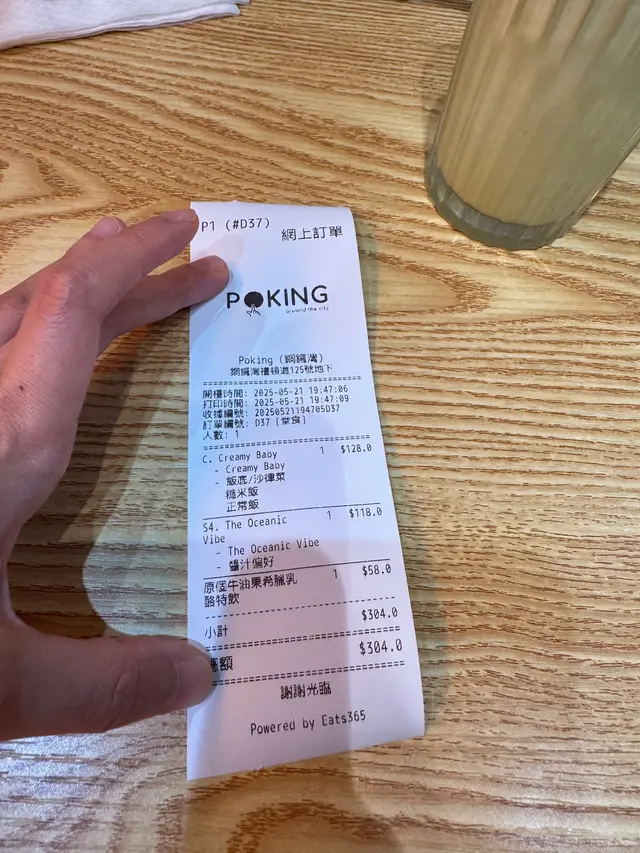 P1 (#D37)
網上訂單
POKING
around the city
Poking (銅鑼灣)
銅鑼灣禮頓道125號地下
開檯時間: 2025-05-21 19:47:06
打印時間: 2025-05-21 19:47:09
收據編號: 20250521194705D37
訂單編號: D37 [堂食]
人數: 1
C. Creamy Baby 1 $128.0
- Creamy Baby
- 飯底/沙律菜
糙米飯
正常飯
S4. The Oceanic 1 $118.0
Vibe
- The Oceanic Vibe
- 醬汁偏好
原個牛油果希臘乳 1 $58.0
酪特飲
小計 $304.0
總額 $304.0
謝謝光臨
Powered by Eats365